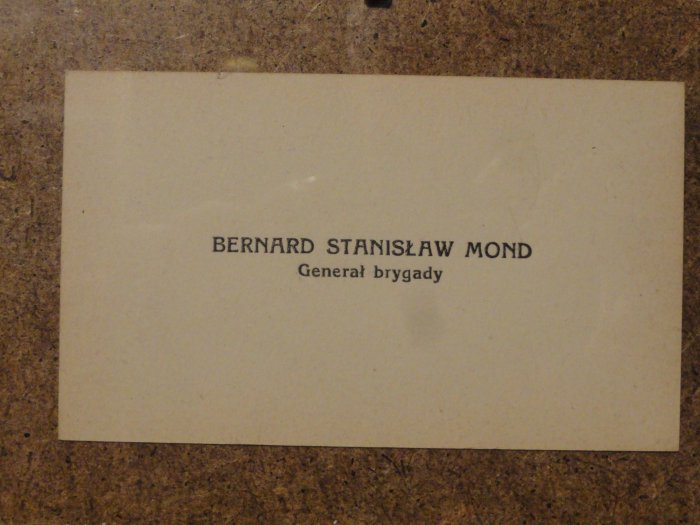 BERNARD STANISŁAW MOND
Generał brygady